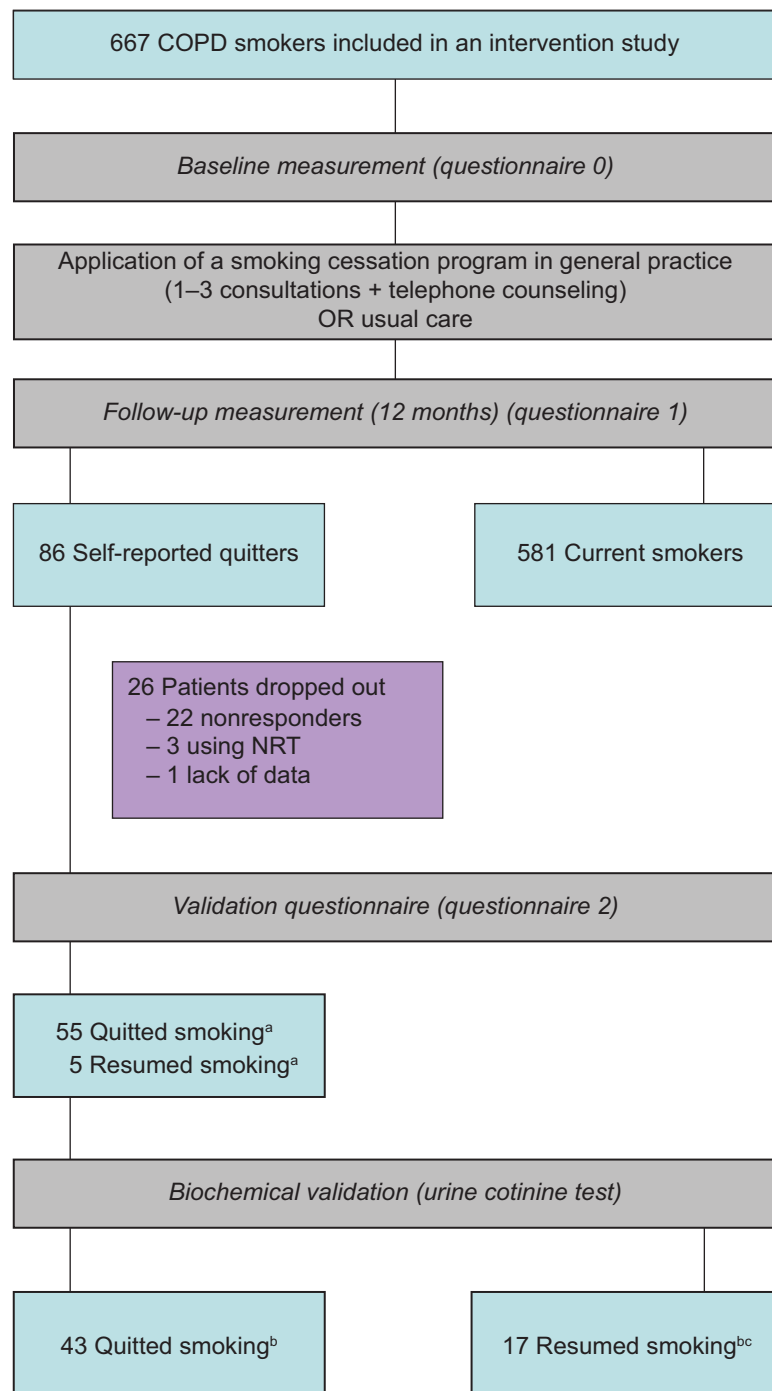 667 COPD smokers included in an intervention study
Baseline measurement (questionnaire 0)
Application of a smoking cessation program in general practice
(1–3 consultations + telephone counseling)
OR usual care
Follow-up measurement (12 months) (questionnaire 1)
86 Self-reported quitters
581 Current smokers
26 Patients dropped out
– 22 nonresponders
– 3 using NRT
– 1 lack of data
Validation questionnaire (questionnaire 2)
55 Quitted smokingᵃ
5 Resumed smokingᵃ
Biochemical validation (urine cotinine test)
43 Quitted smokingᵇ
17 Resumed smokingᵇᶜ